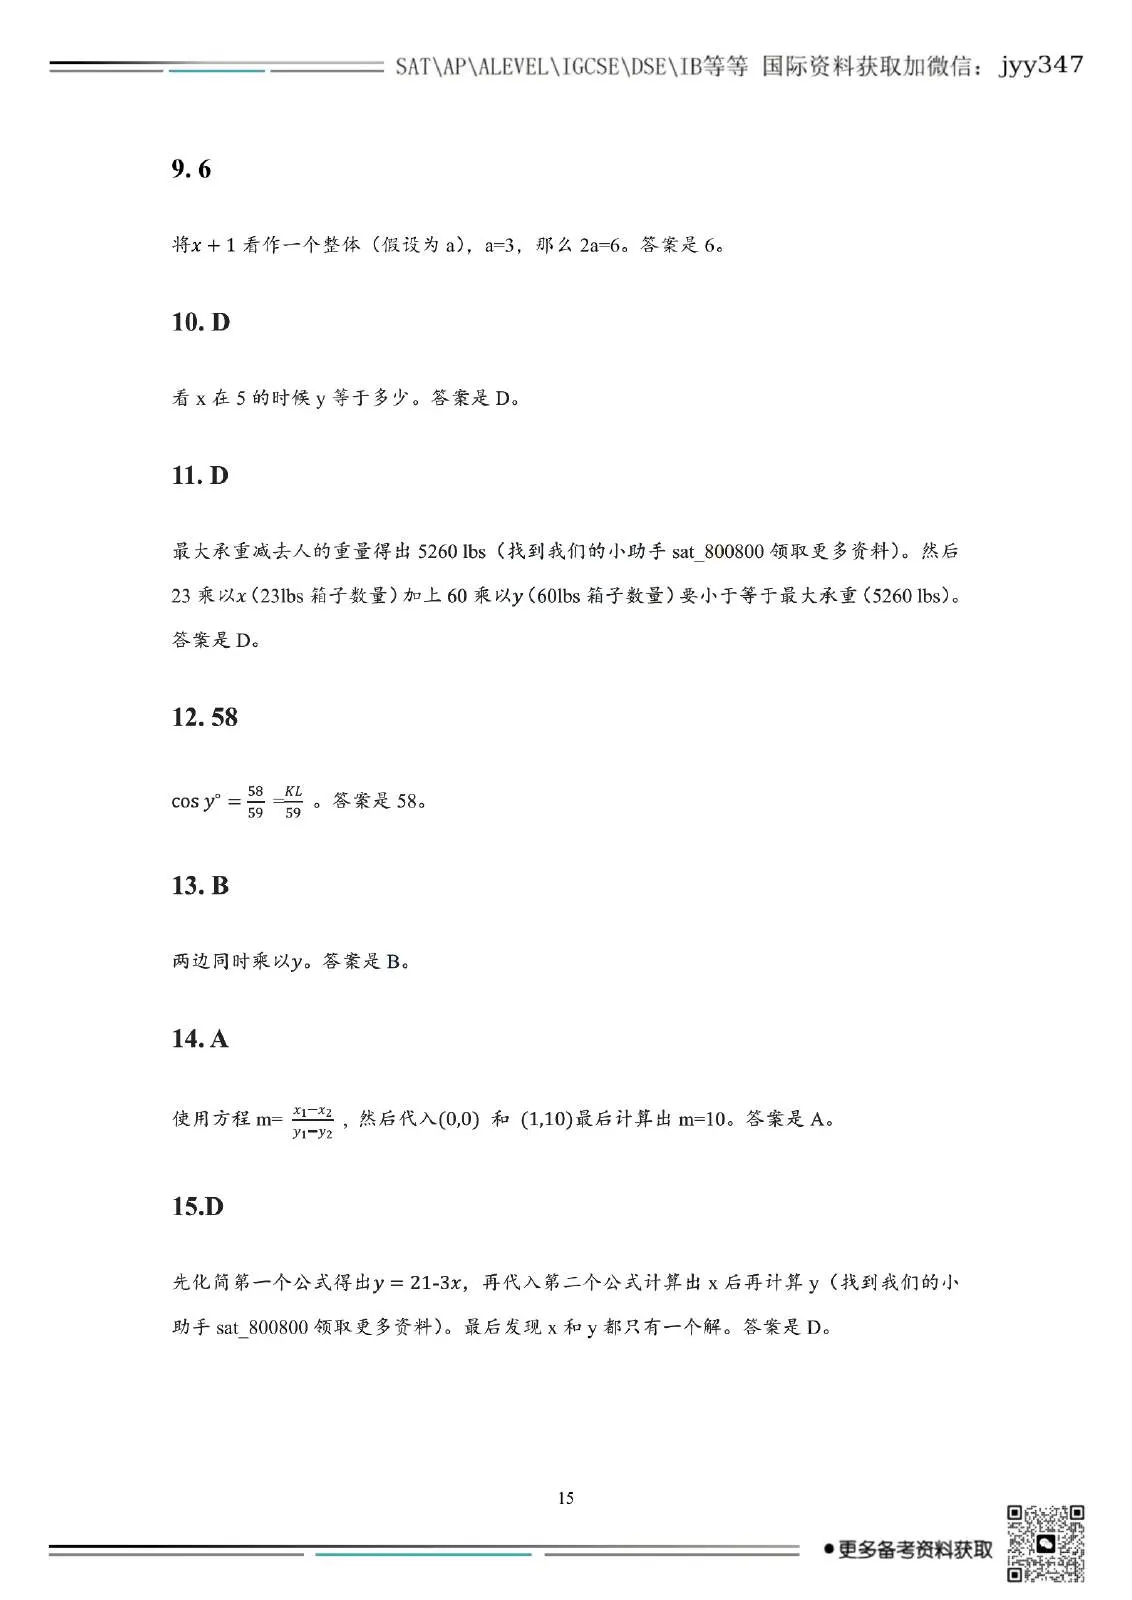 SAT\AP\ALEVEL\IGCSE\DSE\IB等等 国际资料获取加微信：jyy347
9. 6
将x + 1 看作一个整体（假设为 a），a=3，那么 2a=6。答案是 6。
10. D
看 x 在 5 的时候 y 等于多少。答案是 D。
11. D
最大承重减去人的重量得出 5260 lbs（找到我们的小助手 sat_800800 领取更多资料）。然后
23 乘以x（23lbs 箱子数量）加上 60 乘以y（60lbs 箱子数量）要小于等于最大承重（5260 lbs）。
答案是 D。
12. 58
cos y° = 58/59 = KL/59 。答案是 58。
13. B
两边同时乘以y。答案是 B。
14. A
使用方程 m= x₁−x₂/y₁−y₂ ，然后代入(0,0) 和 (1,10)最后计算出 m=10。答案是 A。
15.D
先化简第一个公式得出y = 21-3x，再代入第二个公式计算出 x 后再计算 y（找到我们的小
助手 sat_800800 领取更多资料）。最后发现 x 和 y 都只有一个解。答案是 D。
15
●更多备考资料获取